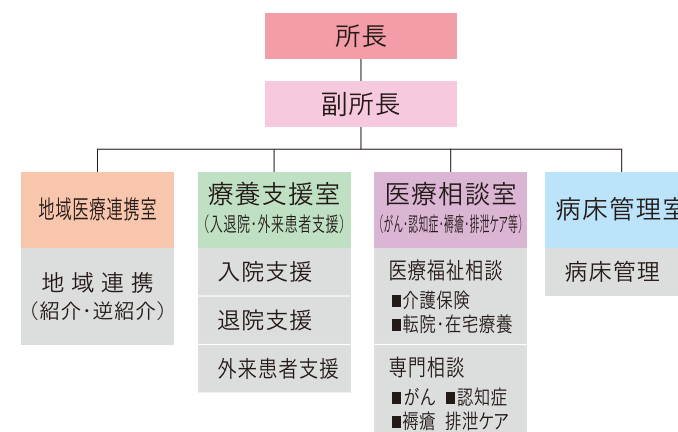 所長
副所長
地域医療連携室
地域連携
（紹介・逆紹介）
療養支援室
（入退院・外来患者支援）
入院支援
退院支援
外来患者支援
医療相談室
（がん・認知症・褥瘡・排泄ケア等）
医療福祉相談
■介護保険
■転院・在宅療養
専門相談
■がん ■認知症
■褥瘡 排泄ケア
病床管理室
病床管理